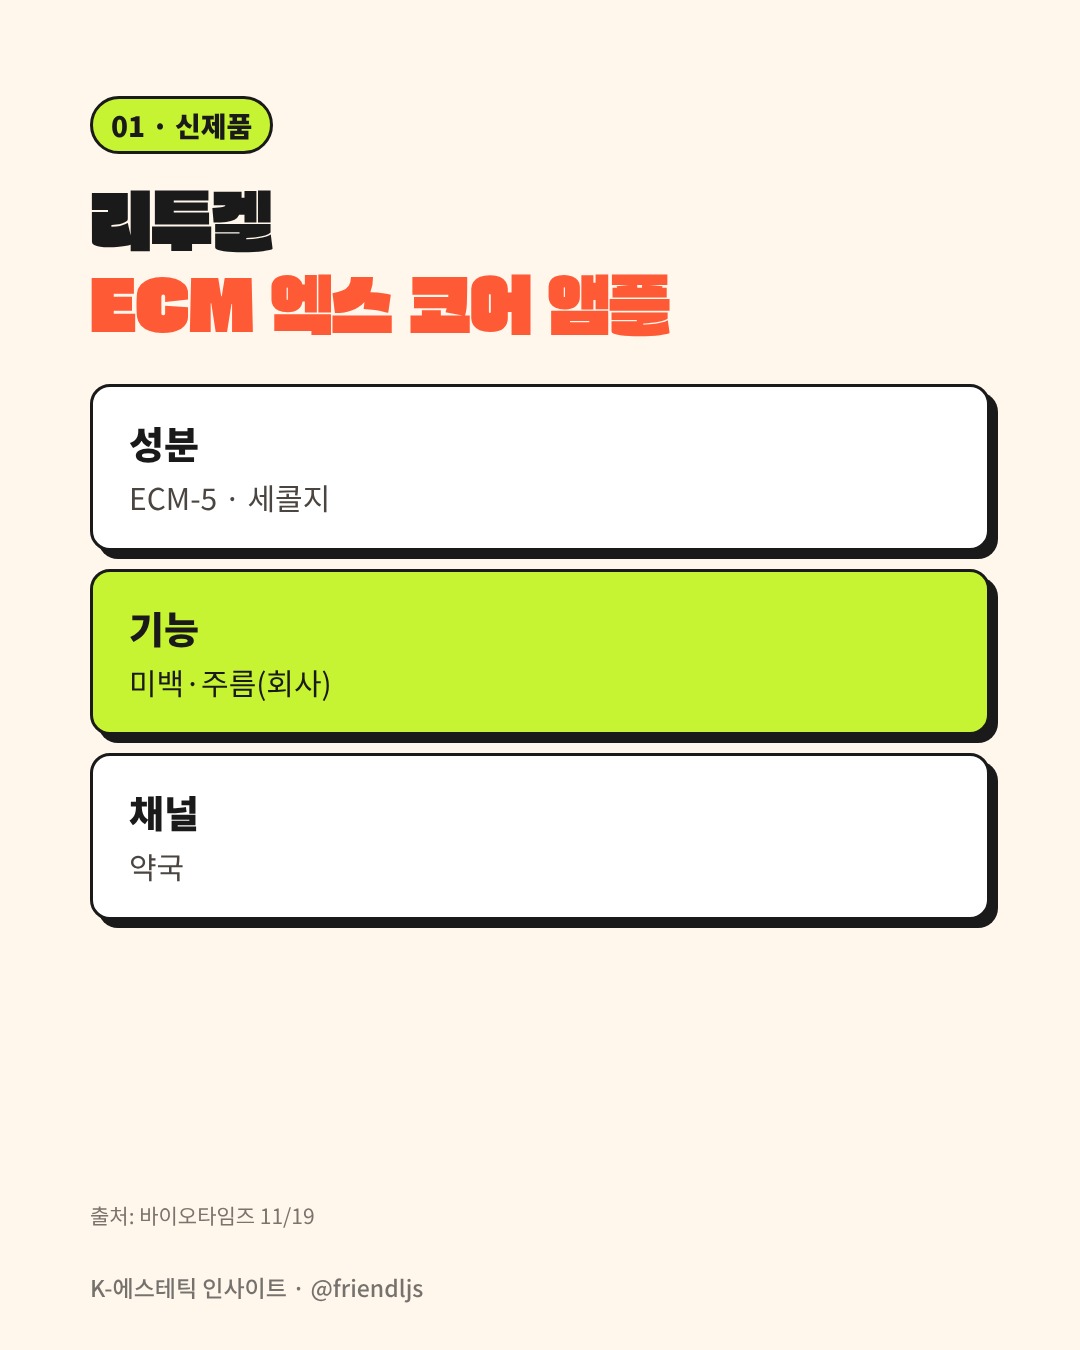 01 · 신제품
리투겔
ECM 엑스 코어 앰플
성분
ECM-5 · 세콜지
기능
미백·주름(회사)
채널
약국
출처: 바이오타임즈 11/19
K-에스테틱 인사이트 · @friendljs